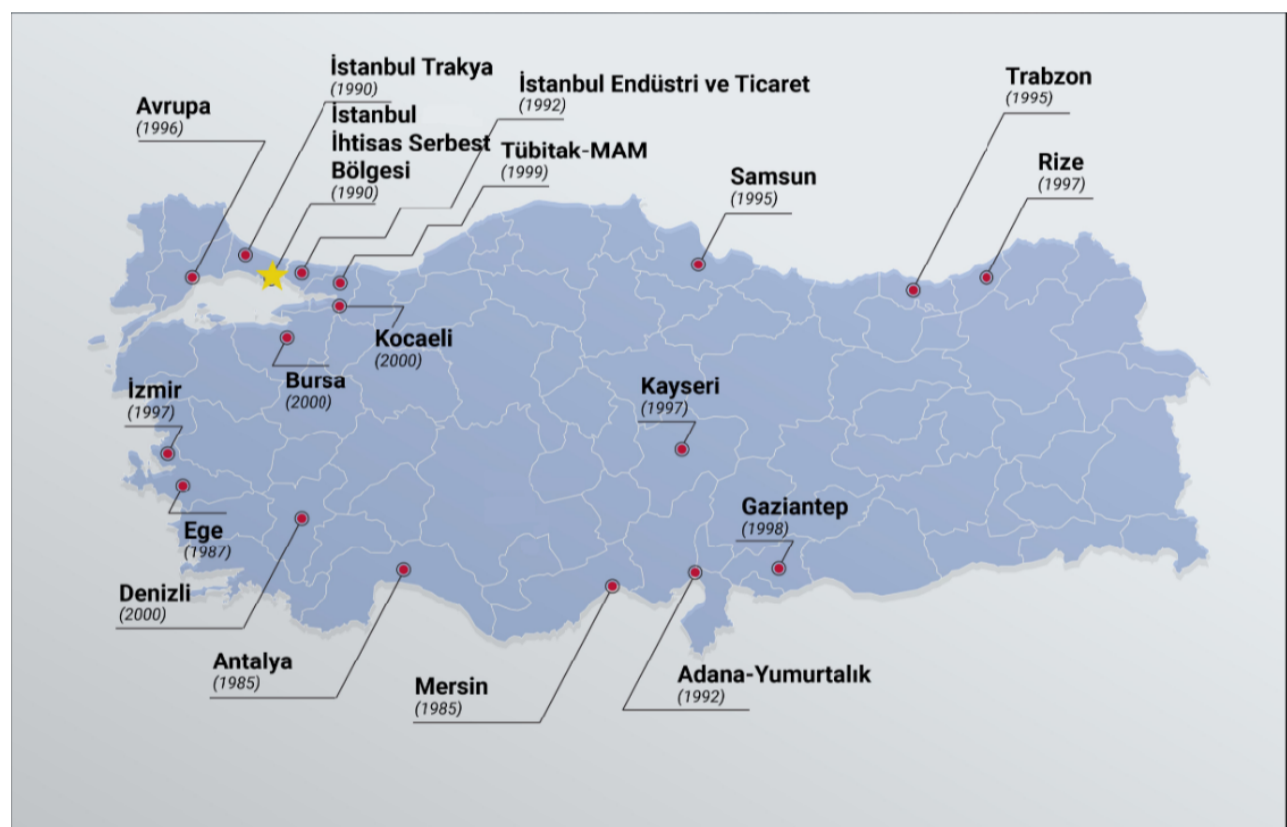 İstanbul Trakya
(1990)
İstanbul Endüstri ve Ticaret
(1992)
Trabzon
(1995)
Avrupa
(1996)
İstanbul
İhtisas Serbest
Bölgesi
(1990)
Tübitak-MAM
(1999)
Samsun
(1995)
Rize
(1997)
Kocaeli
(2000)
Bursa
(2000)
İzmir
(1997)
Kayseri
(1997)
Ege
(1987)
Gaziantep
(1998)
Denizli
(2000)
Antalya
(1985)
Mersin
(1985)
Adana-Yumurtalık
(1992)